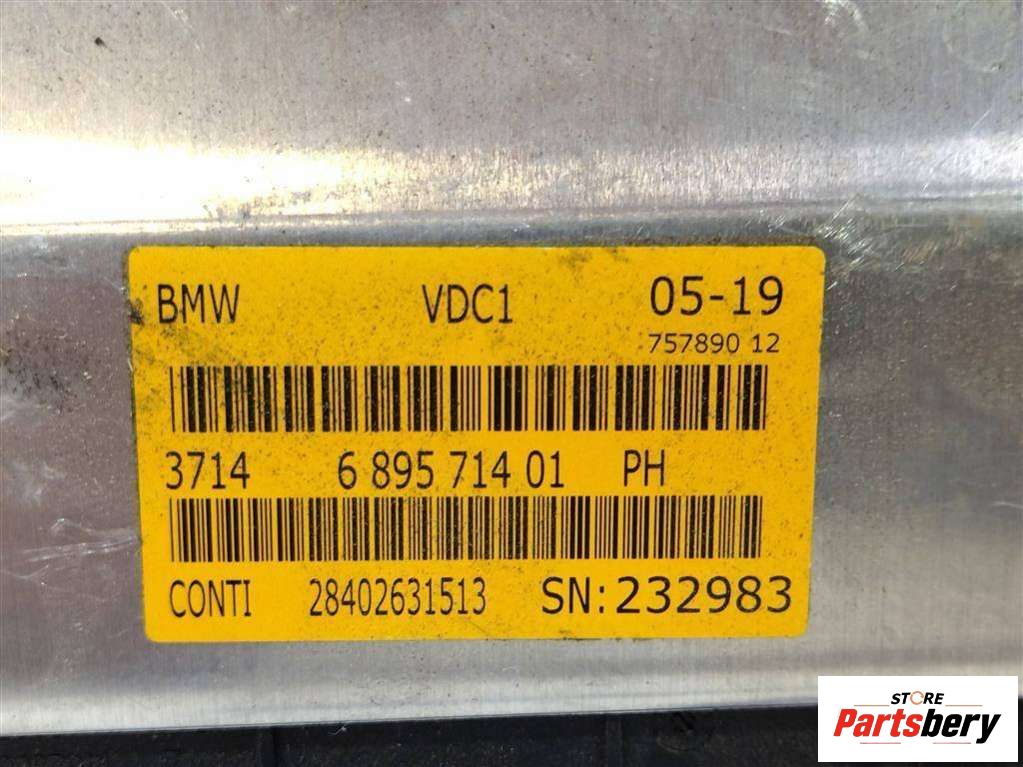 BMW VDC1 05-19
757890 12
3714 6 895 714 01 PH
CONTI 28402631513 SN:232983
STORE
Partsbery